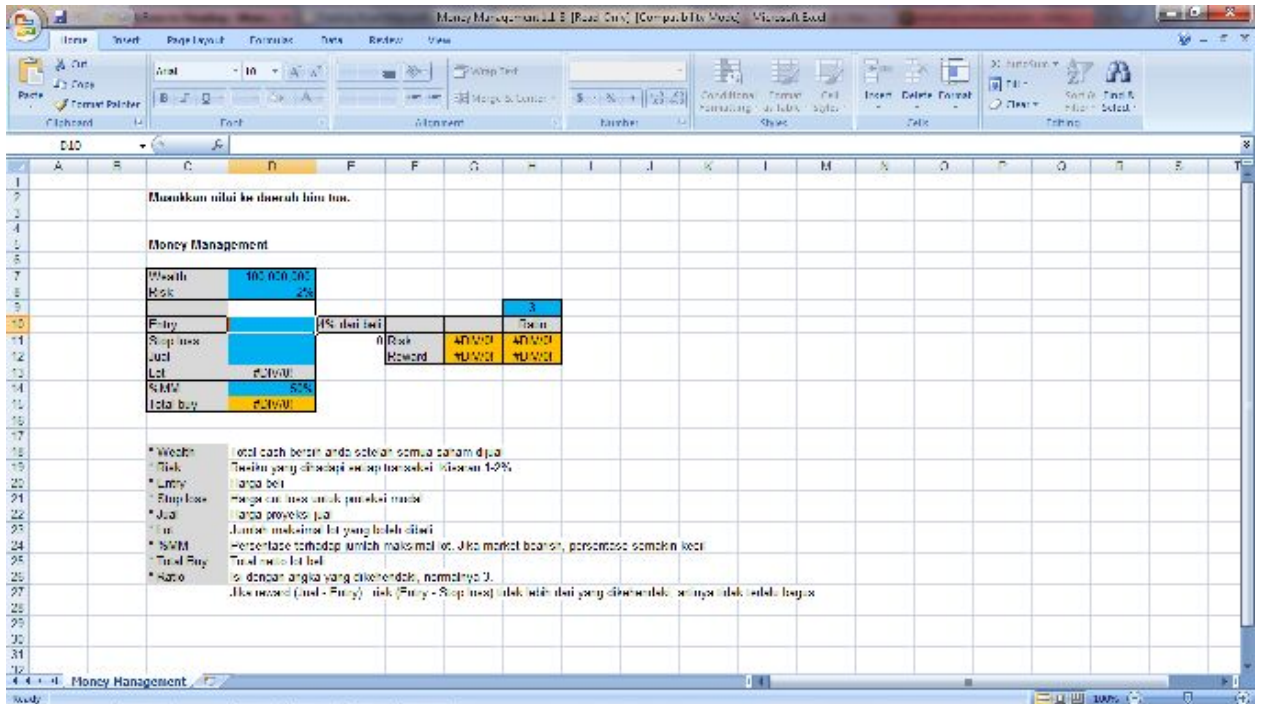 Money Management 1.1 B [Read Only] [Compatibility Mode] - Microsoft Excel
Home Insert Page Layout Formulas Data Review View
Cut
Copy
Paste
Format Painter
Arial 10
Wrap Text
Merge & Center
Conditional Formatting
Format as Table
Cell Styles
Insert Delete Format
AutoSum
Fill
Clear
Sort & Filter
Find & Select
Clipboard Font Alignment Number Styles Cells Editing
D10
A B C D E F G H I J K L M N O P Q R S T
Masukkan nilai ke daerah biru tua.
Money Management
Wealth 100,000,000
Risk 2%
3
Entry 4% dari beli Ratio
Stop loss 0 Risk #DIV/0! #DIV/0!
Jual Reward #DIV/0! #DIV/0!
Lot #DIV/0!
%MM 50%
Total buy #DIV/0!
* Wealth Total cash bersih anda setelah semua saham dijual
* Risk Resiko yang dihadapi setiap transaksi. Kisaran 1-2%
* Entry Harga beli
* Stop loss Harga cut loss untuk proteksi modal
* Jual Harga proyeksi jual
* Lot Jumlah maksimal lot yang boleh dibeli
* %MM Persentase terhadap jumlah maksimal lot. Jika market bearish, persentase semakin kecil
* Total Buy Total netto lot beli
* Ratio Isi dengan angka yang dikehendaki, normalnya 3.
Jika reward (Jual - Entry) risk (Entry - Stop loss) tidak lebih dari yang dikehendaki, artinya tidak terlalu bagus
Money Management
Ready 100%